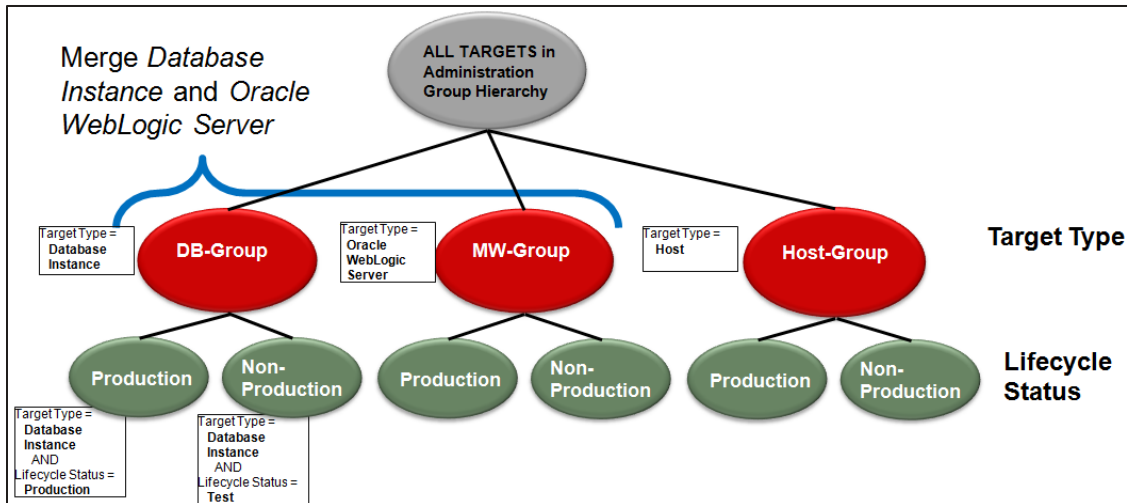 Merge Database
Instance and Oracle
WebLogic Server
ALL TARGETS in
Administration
Group Hierarchy
Target Type =
Database
Instance
DB-Group
Target Type =
Oracle
WebLogic
Server
MW-Group
Target Type =
Host
Host-Group
Target Type
Production
Non-
Production
Production
Non-
Production
Production
Non-
Production
Lifecycle
Status
Target Type =
Database
Instance
AND
Lifecycle Status =
Production
Target Type =
Database
Instance
AND
Lifecycle Status =
Test